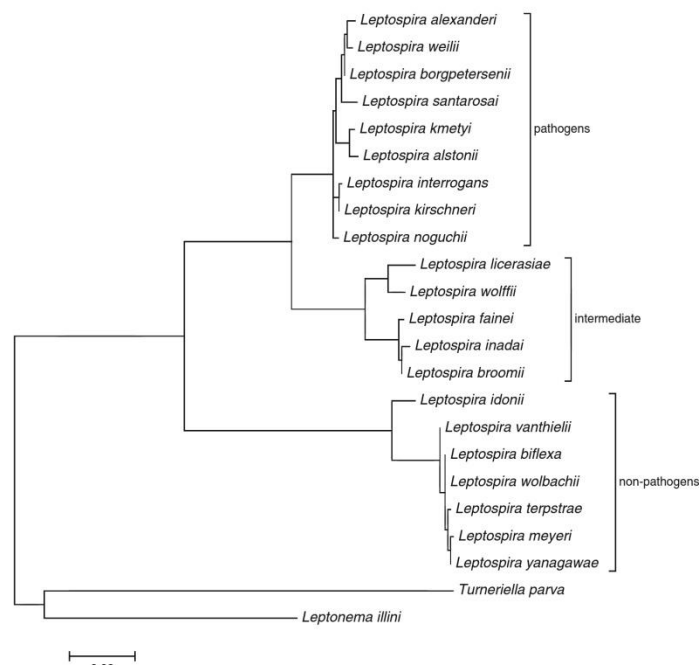 Leptospira alexanderi
Leptospira weilii
Leptospira borgpetersenii
Leptospira santarosai
Leptospira kmetyi
pathogens
Leptospira alstonii
Leptospira interrogans
Leptospira kirschneri
Leptospira noguchii
Leptospira licerasiae
Leptospira wolffii
Leptospira fainei
intermediate
Leptospira inadai
Leptospira broomii
Leptospira idonii
Leptospira vanthielii
Leptospira biflexa
Leptospira wolbachii
non-pathogens
Leptospira terpstrae
Leptospira meyeri
Leptospira yanagawae
Turneriella parva
Leptonema illini